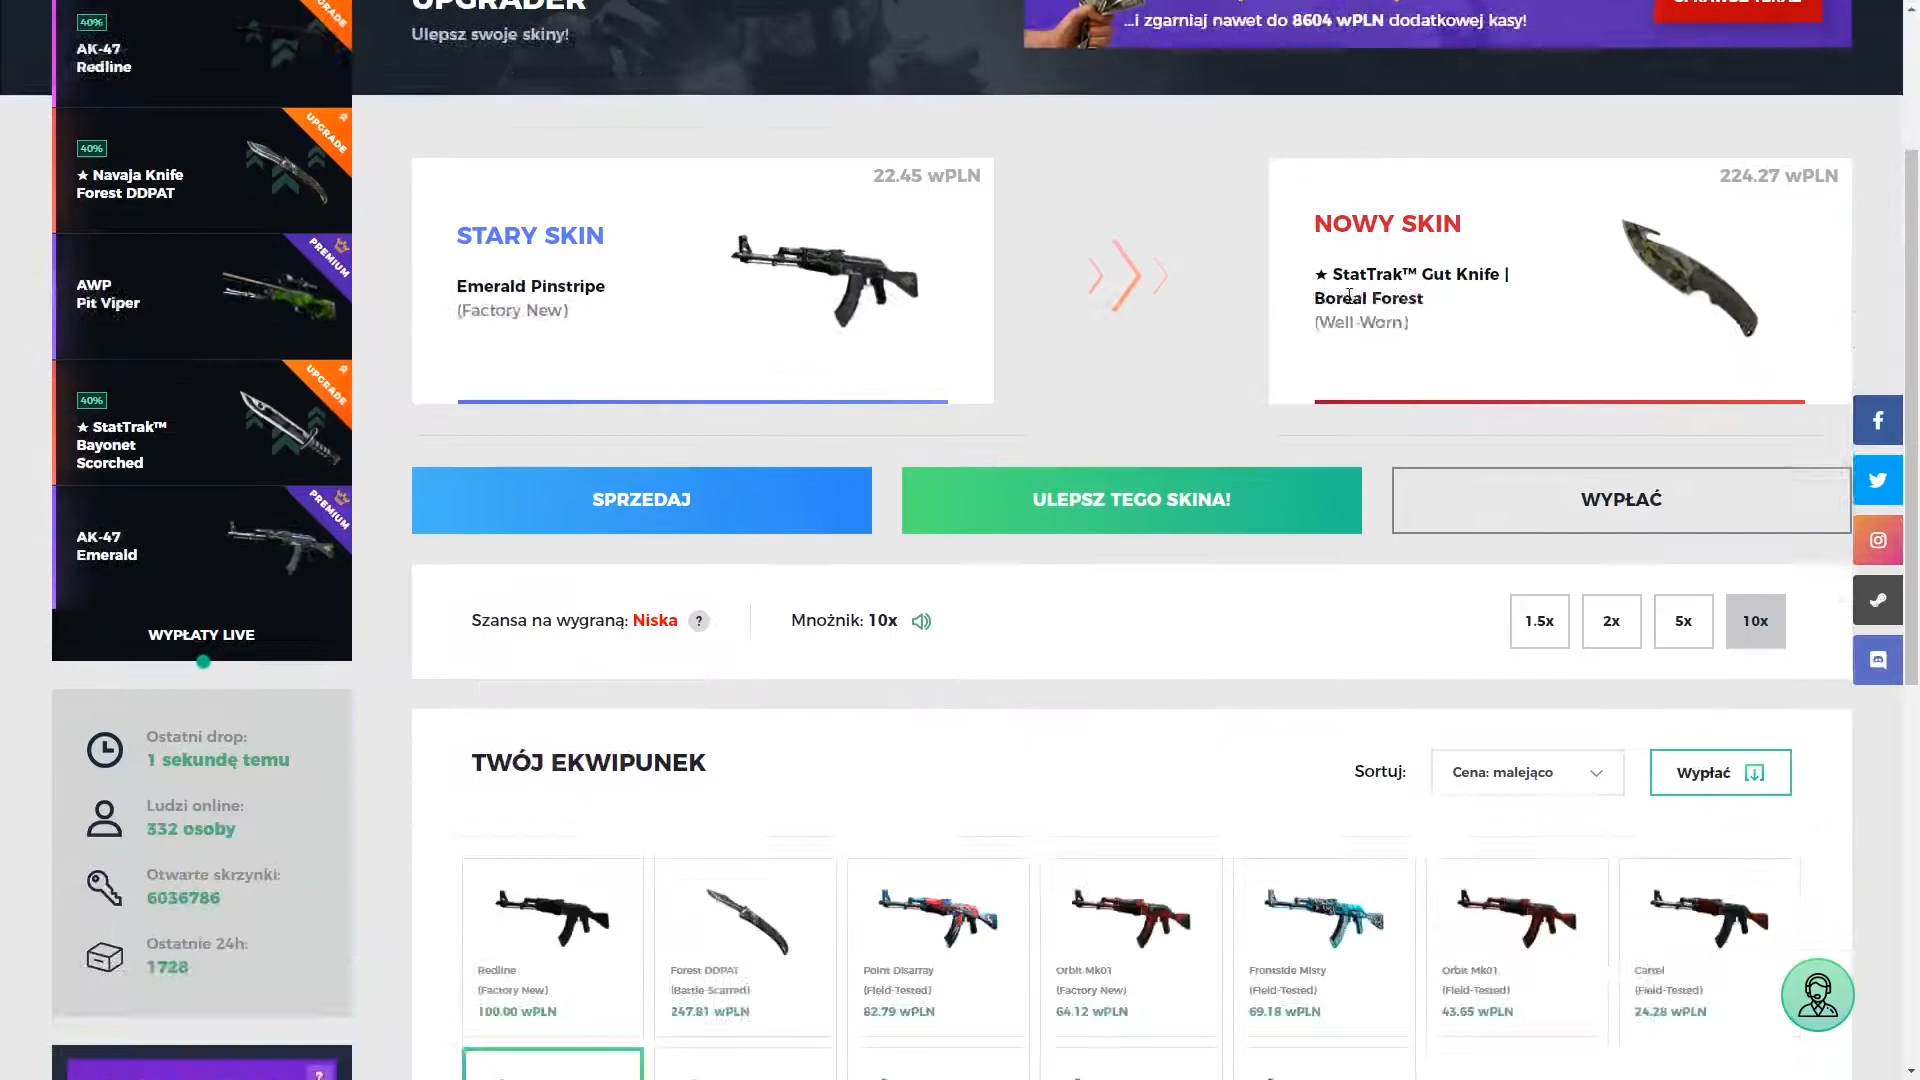 UPGRADER
Ulepsz swoje skiny!
...i zgarniaj nawet do 8604 wPLN dodatkowej kasy!
40%
AK-47
Redline
UPGRADE
40%
★ Navaja Knife
Forest DDPAT
UPGRADE
AWP
Pit Viper
PREMIUM
40%
★ StatTrak™
Bayonet
Scorched
UPGRADE
AK-47
Emerald
PREMIUM
WYPŁATY LIVE
22.45 wPLN
STARY SKIN
Emerald Pinstripe
(Factory New)
224.27 wPLN
NOWY SKIN
★ StatTrak™ Gut Knife |
Boreal Forest
(Well-Worn)
SPRZEDAJ
ULEPSZ TEGO SKINA!
WYPŁAĆ
Szansa na wygraną: Niska ?
Mnożnik: 10x
1.5x
2x
5x
10x
Ostatni drop:
1 sekundę temu
Ludzi online:
332 osoby
Otwarte skrzynki:
6036786
Ostatnie 24h:
1728
?
TWÓJ EKWIPUNEK
Sortuj:
Cena: malejąco
Wypłać
Redline
(Factory New)
100.00 wPLN
Forest DDPAT
(Battle-Scarred)
247.81 wPLN
Point Disarray
(Field-Tested)
82.79 wPLN
Orbit Mk01
(Factory New)
64.12 wPLN
Frontside Misty
(Field-Tested)
69.18 wPLN
Orbit Mk01
(Field-Tested)
43.65 wPLN
Cartel
(Field-Tested)
24.28 wPLN